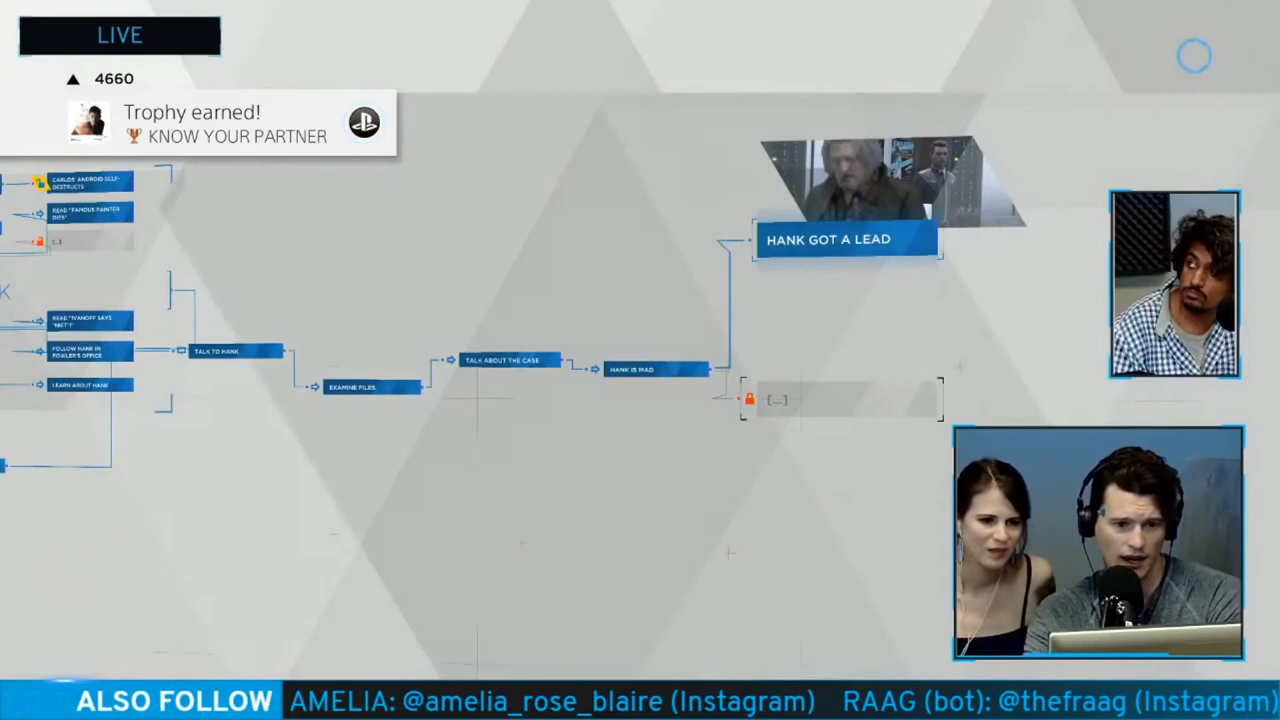 LIVE
▲ 4660
Trophy earned!
KNOW YOUR PARTNER
CARLOS' ANDROID SELF-
DESTRUCTS
READ "FAMOUS PAINTER
DIES"
[...]
K
READ "IVANOFF SAYS
"NIET""
FOLLOW HANK IN
FOWLER'S OFFICE
LEARN ABOUT HANK
TALK TO HANK
EXAMINE FILES
TALK ABOUT THE CASE
HANK IS MAD
HANK GOT A LEAD
[...]
ALSO FOLLOW
AMELIA: @amelia_rose_blaire (Instagram) RAAG (bot): @thefraag (Instagram)